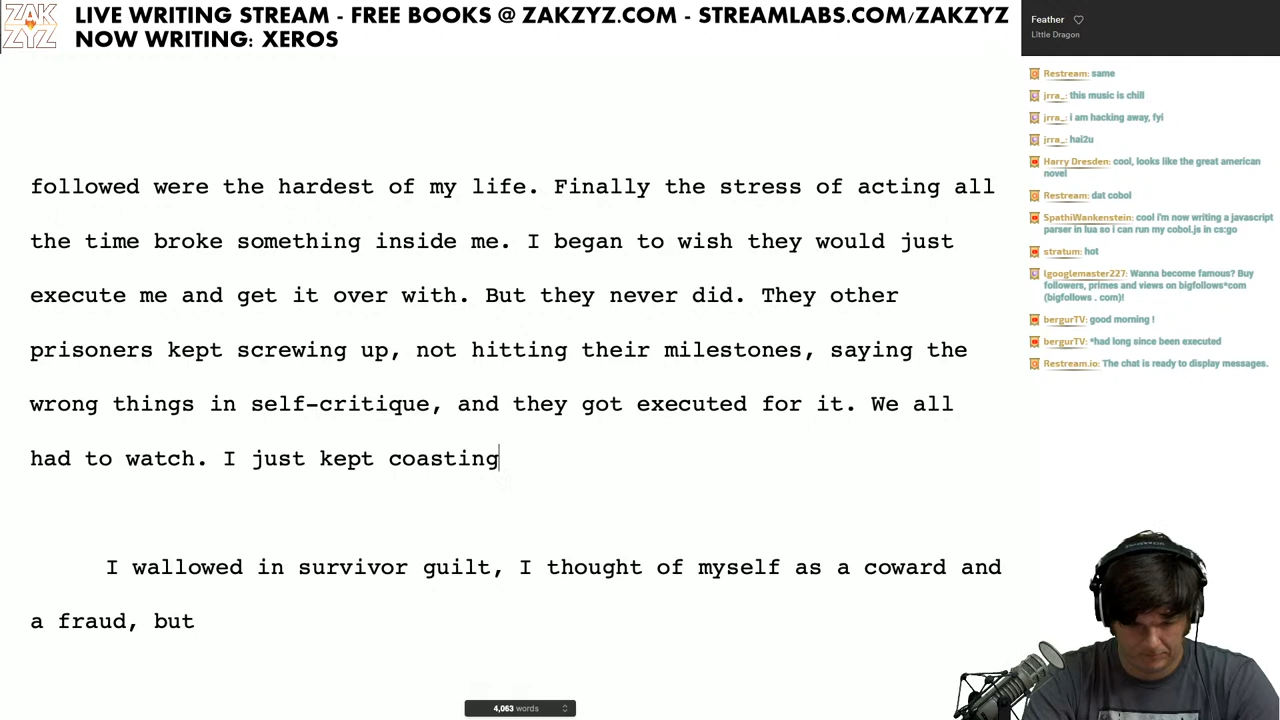 ZAK
ZYZ
LIVE WRITING STREAM - FREE BOOKS @ ZAKZYZ.COM - STREAMLABS.COM/ZAKZYZ
NOW WRITING: XEROS
followed were the hardest of my life. Finally the stress of acting all
the time broke something inside me. I began to wish they would just
execute me and get it over with. But they never did. They other
prisoners kept screwing up, not hitting their milestones, saying the
wrong things in self-critique, and they got executed for it. We all
had to watch. I just kept coasting
I wallowed in survivor guilt, I thought of myself as a coward and
a fraud, but
4,063 words
Feather
Little Dragon
Restream: same
jrra_: this music is chill
jrra_: i am hacking away, fyi
jrra_: hai2u
Harry Dresden: cool, looks like the great american
novel
Restream: dat cobol
SpathiWankenstein: cool i'm now writing a javascript
parser in lua so i can run my cobol.js in cs:go
stratum: hot
lgooglemaster227: Wanna become famous? Buy
followers, primes and views on bigfollows*com
(bigfollows . com)!
bergurTV: good morning !
bergurTV: *had long since been executed
Restream.io: The chat is ready to display messages.